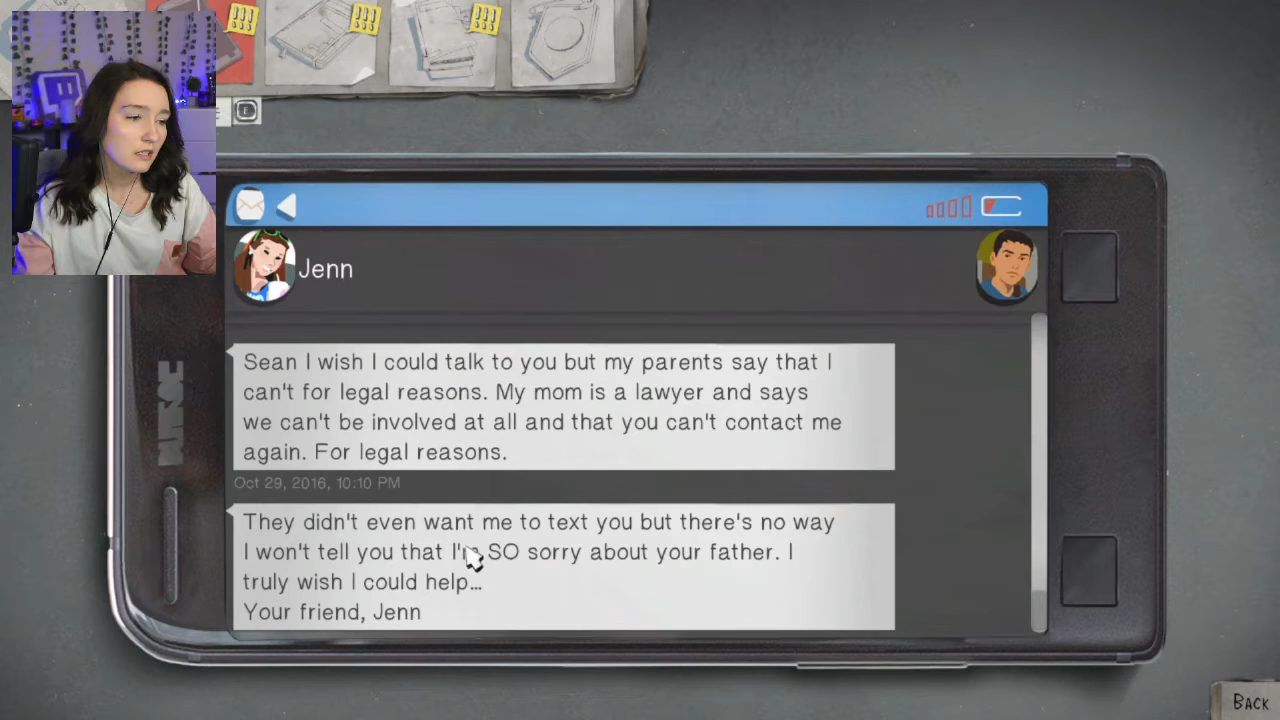 E
Jenn
Sean I wish I could talk to you but my parents say that I
can't for legal reasons. My mom is a lawyer and says
we can't be involved at all and that you can't contact me
again. For legal reasons.
Oct 29, 2016, 10:10 PM
They didn't even want me to text you but there's no way
I won't tell you that I'm SO sorry about your father. I
truly wish I could help...
Your friend, Jenn
BACK